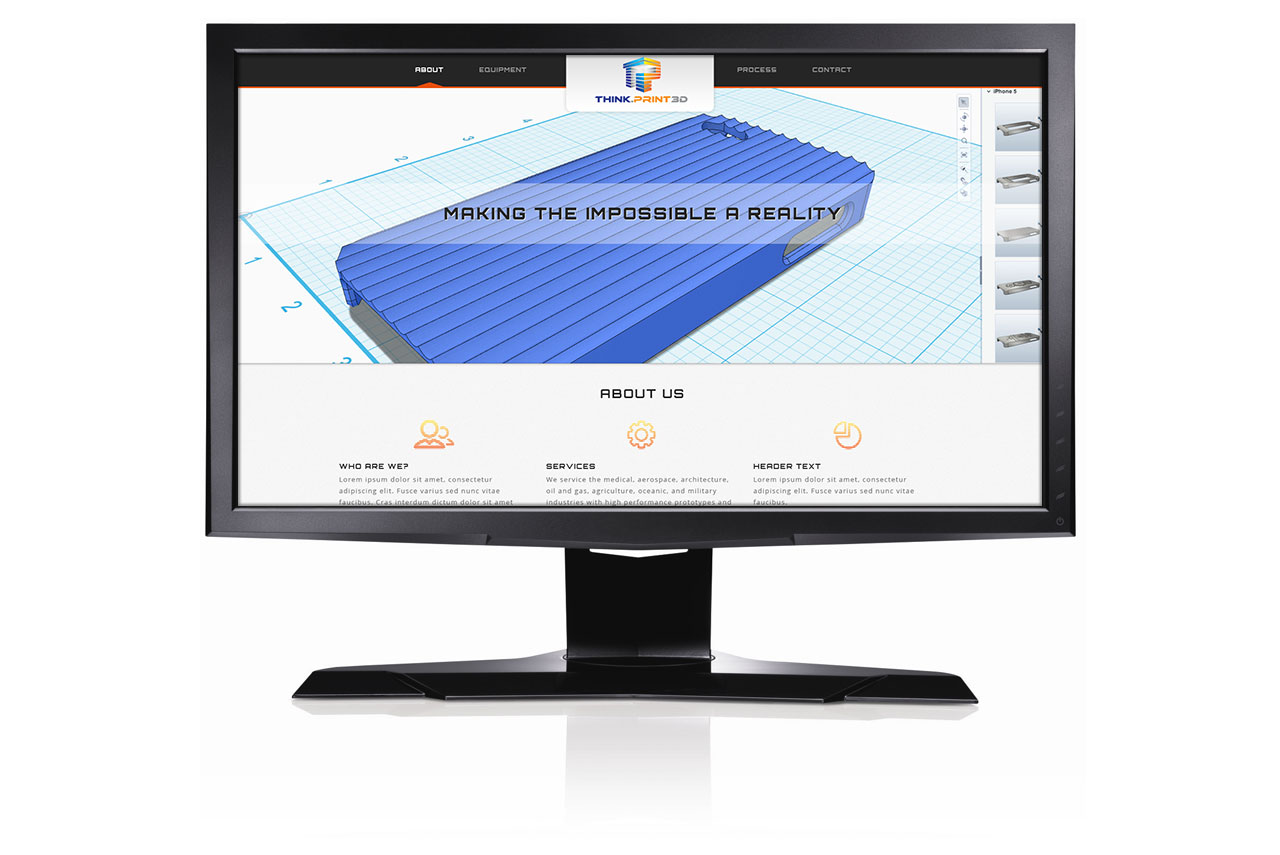 ABOUT
EQUIPMENT
THINK.PRINT3D
PROCESS
CONTACT
iPhone 5
4
3
2
1
MAKING THE IMPOSSIBLE A REALITY
1
2
3
ABOUT US
WHO ARE WE?
Lorem ipsum dolor sit amet, consectetur
adipiscing elit. Fusce varius sed nunc vitae
faucibus. Cras interdum dictum dolor sit amet
SERVICES
We service the medical, aerospace, architecture,
oil and gas, agriculture, oceanic, and military
industries with high performance prototypes and
HEADER TEXT
Lorem ipsum dolor sit amet, consectetur
adipiscing elit. Fusce varius sed nunc vitae
faucibus.